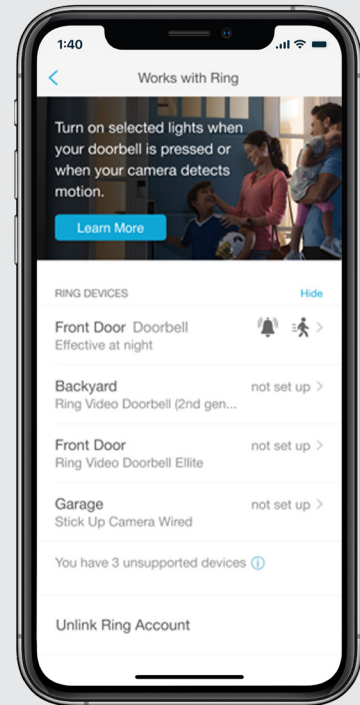 1:40
Works with Ring
Turn on selected lights when
your doorbell is pressed or
when your camera detects
motion.
Learn More
RING DEVICES Hide
Front Door Doorbell
Effective at night
Backyard not set up
Ring Video Doorbell (2nd gen...
Front Door not set up
Ring Video Doorbell Ellite
Garage not set up
Stick Up Camera Wired
You have 3 unsupported devices
Unlink Ring Account